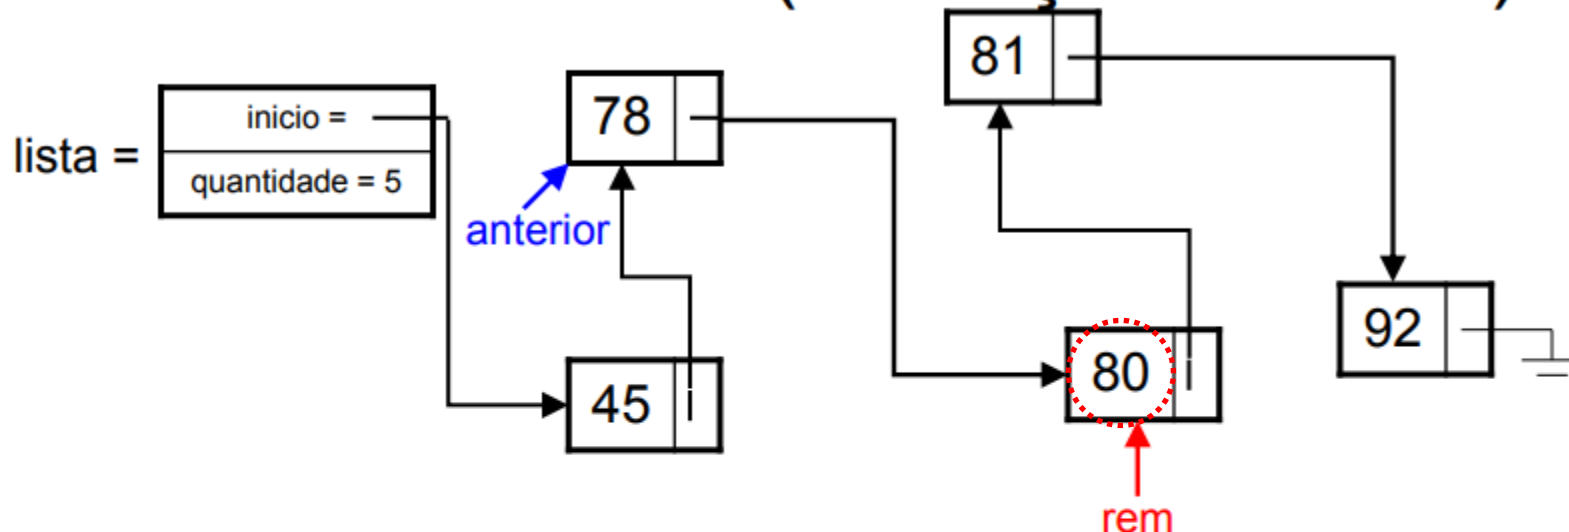 81
inicio =
78
lista =
quantidade = 5
anterior
92
80
45
rem